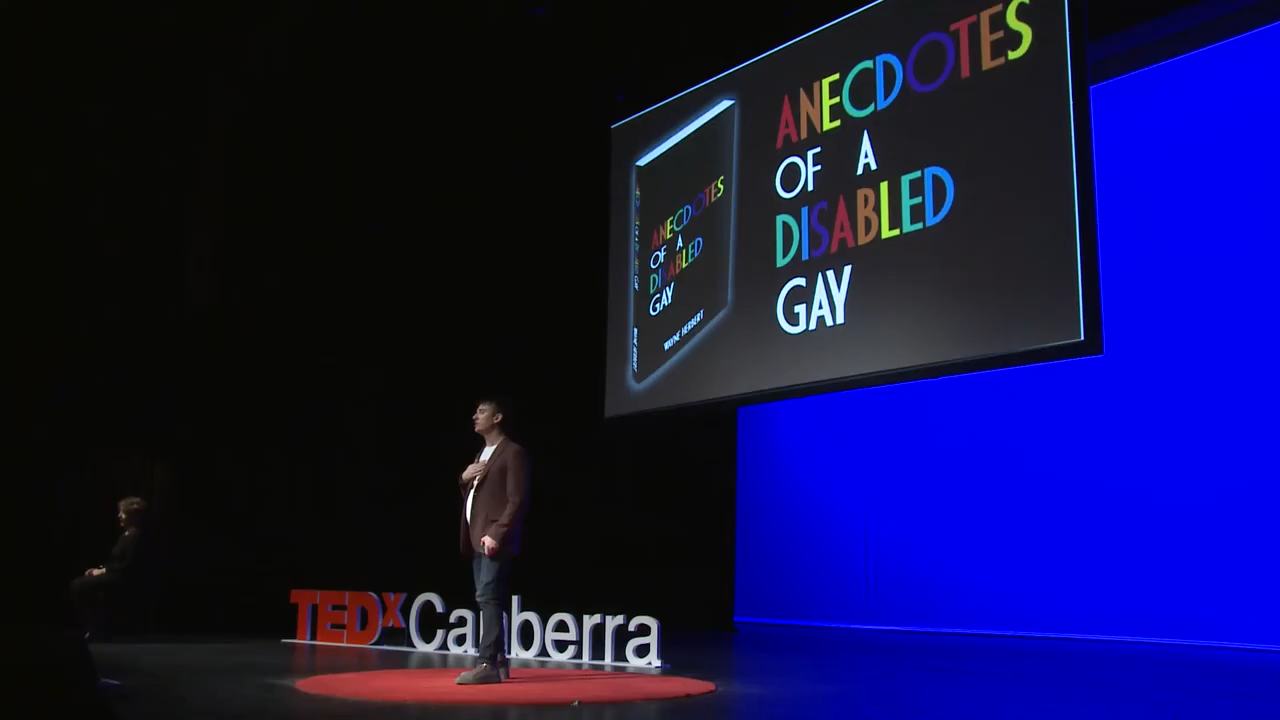 ANECDOTES
OF A
DISABLED
GAY
ANECDOTES
OF A
DISABLED
GAY
WAYNE HERBERT
TEDxCanberra